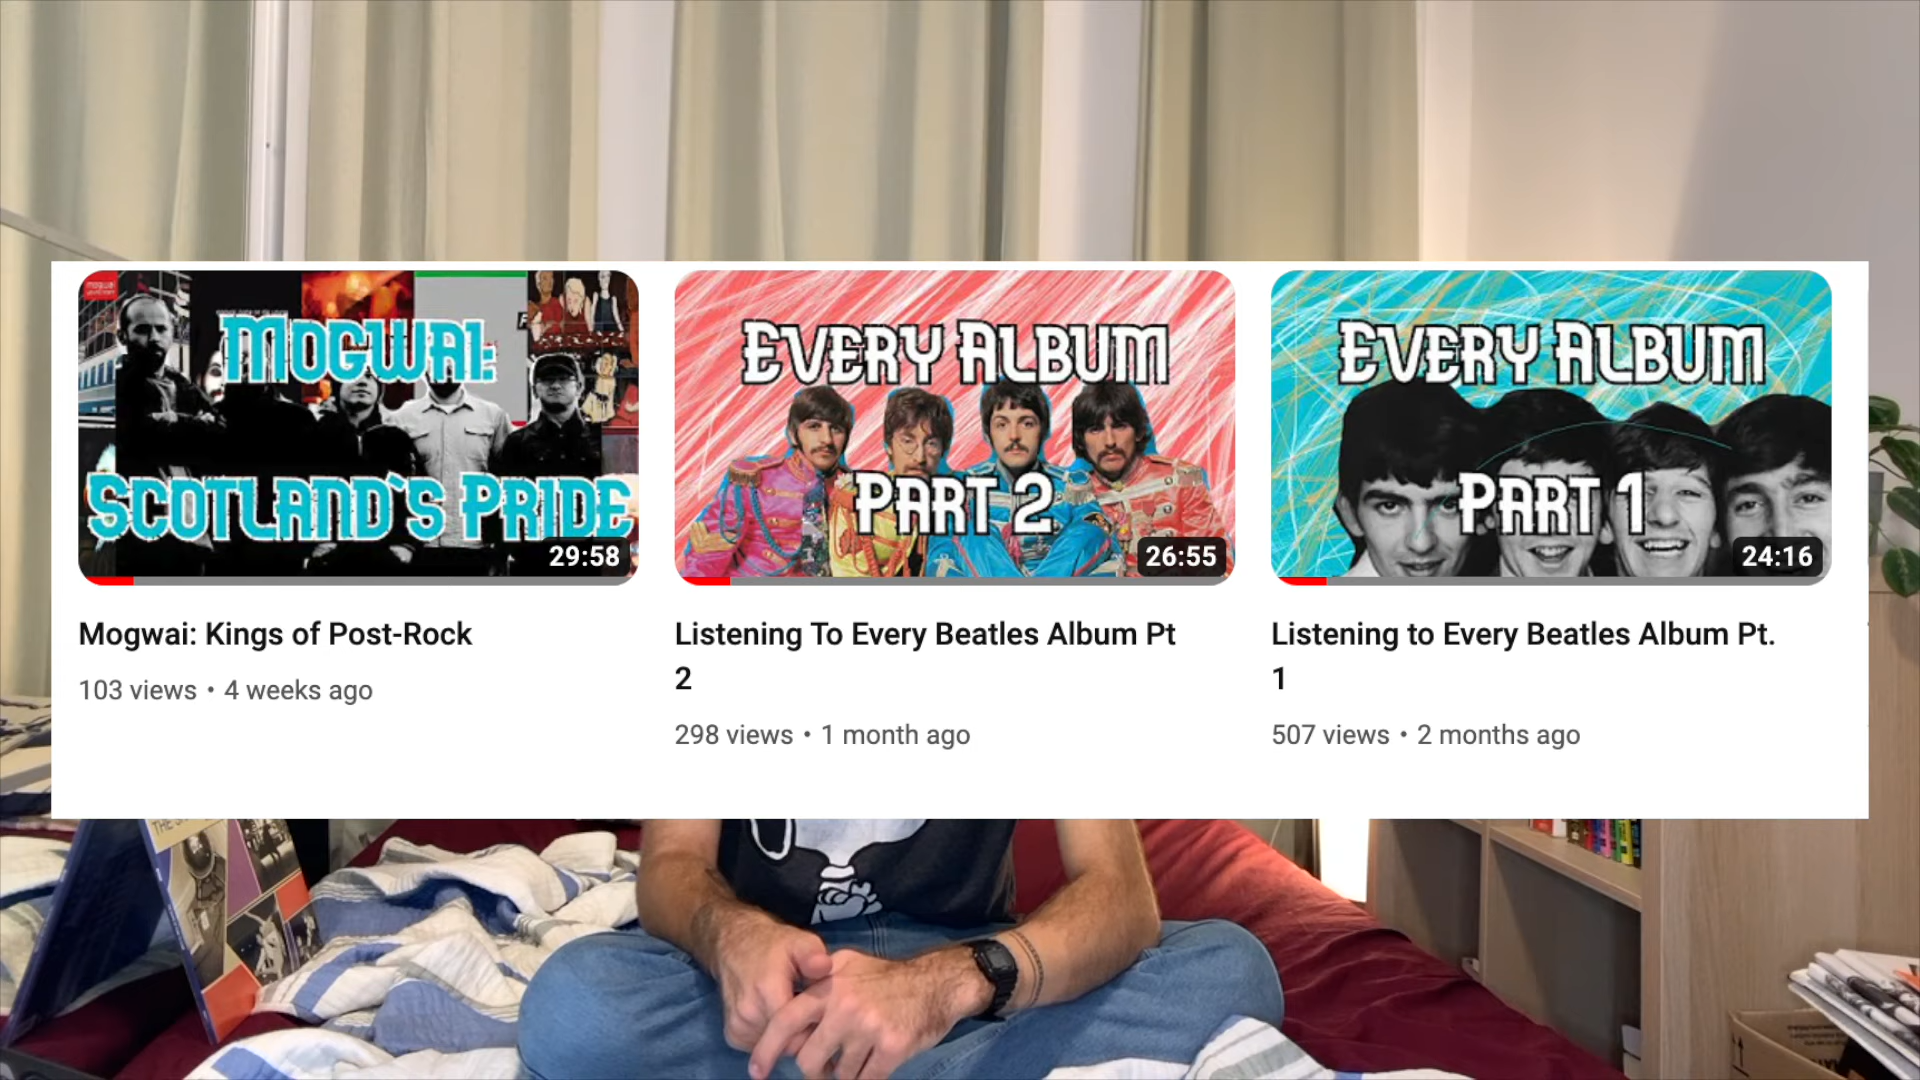 MOGWAI:
SCOTLAND'S PRIDE
29:58
Mogwai: Kings of Post-Rock
103 views • 4 weeks ago
EVERY ALBUM
PART 2
26:55
Listening To Every Beatles Album Pt
2
298 views • 1 month ago
EVERY ALBUM
PART 1
24:16
Listening to Every Beatles Album Pt.
1
507 views • 2 months ago